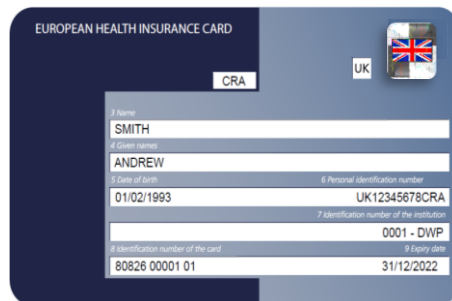 EUROPEAN HEALTH INSURANCE CARD
CRA
UK
3 Name
SMITH
4 Given names
ANDREW
5 Date of birth
6 Personal identification number
01/02/1993
UK12345678CRA
7 Identification number of the institution
0001 - DWP
8 Identification number of the card
9 Expiry date
80826 00001 01
31/12/2022